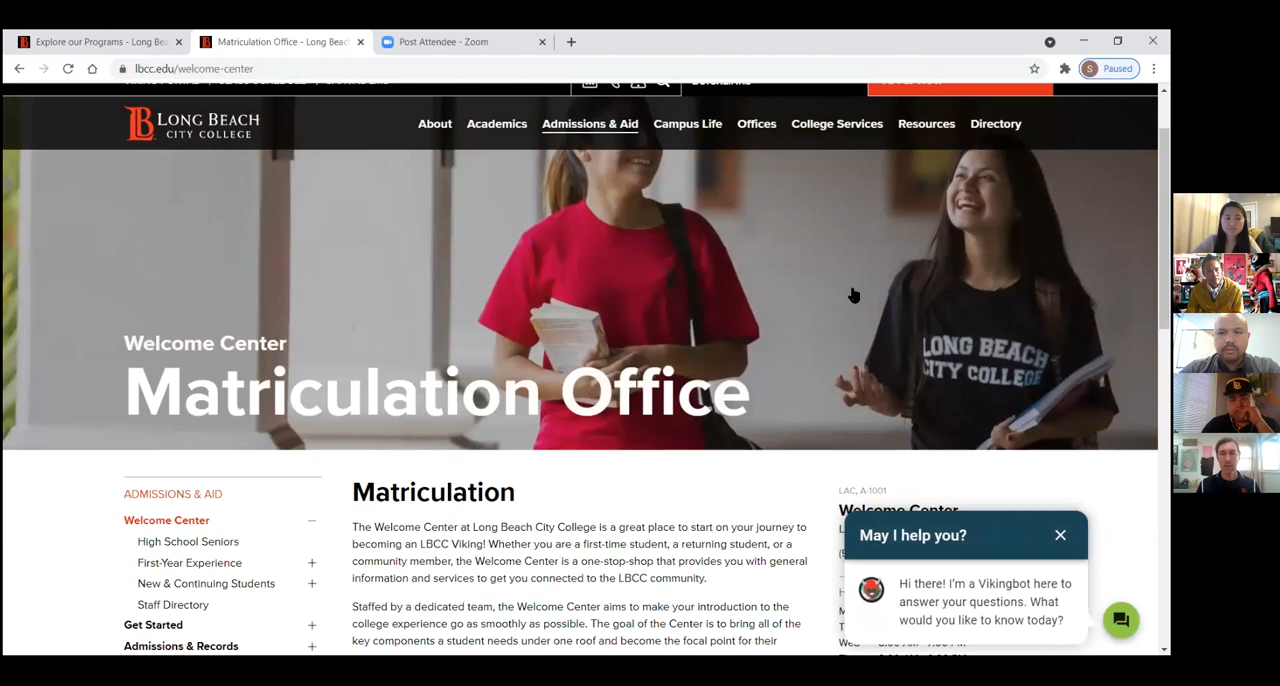 Explore our Programs - Long Bea
Matriculation Office - Long Beac
Post Attendee - Zoom
lbcc.edu/welcome-center
S Paused
LB LONG BEACH
CITY COLLEGE
About Academics Admissions & Aid Campus Life Offices College Services Resources Directory
LONG BEACH
CITY COLLEGE
Welcome Center
Matriculation Office
ADMISSIONS & AID
Welcome Center
High School Seniors
First-Year Experience
New & Continuing Students
Staff Directory
Get Started
Admissions & Records
Matriculation
The Welcome Center at Long Beach City College is a great place to start on your journey to
becoming an LBCC Viking! Whether you are a first-time student, a returning student, or a
community member, the Welcome Center is a one-stop-shop that provides you with general
information and services to get you connected to the LBCC community.
Staffed by a dedicated team, the Welcome Center aims to make your introduction to the
college experience go as smoothly as possible. The goal of the Center is to bring all of the
key components a student needs under one roof and become the focal point for their
LAC, A-1001
Welcome Center
May I help you?
Hi there! I'm a Vikingbot here to
answer your questions. What
would you like to know today?